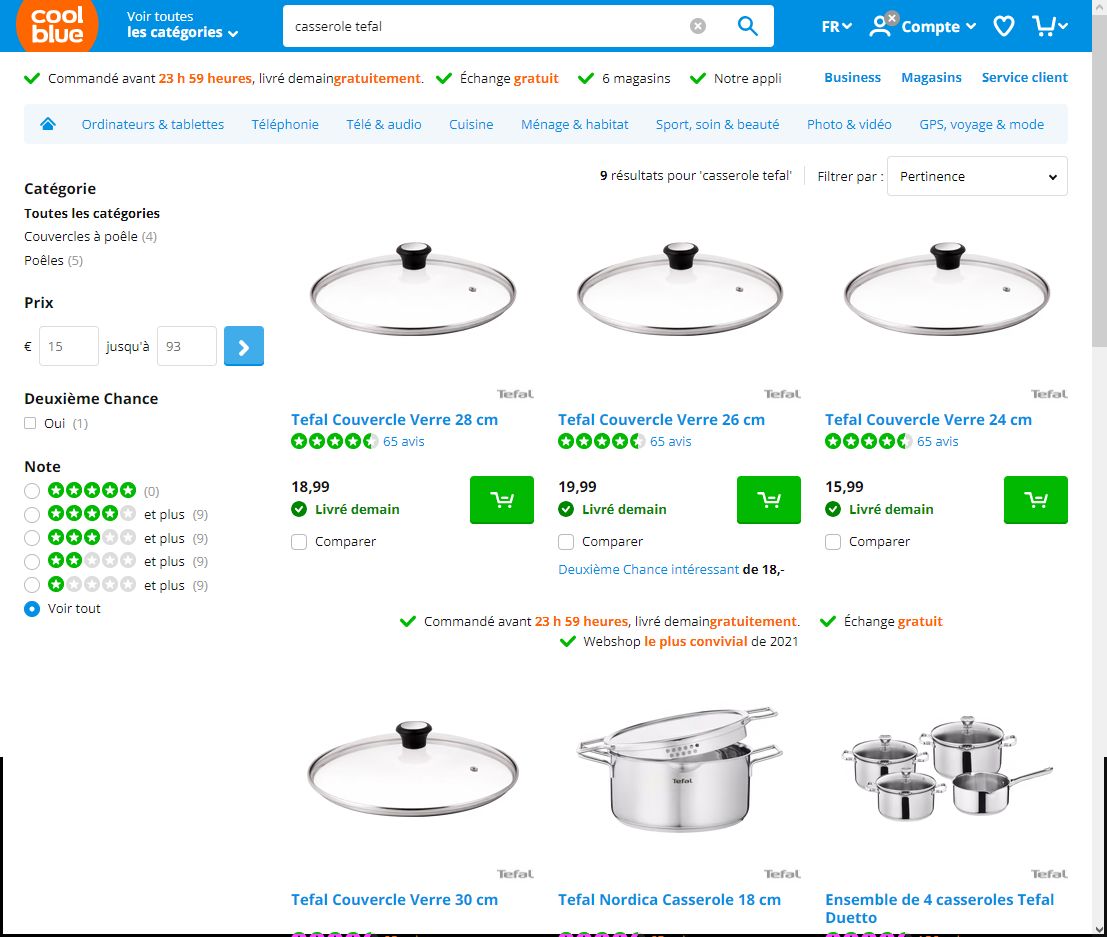 cool
blue
Voir toutes
les catégories
casserole tefal
FR
Compte
Commandé avant 23 h 59 heures, livré demaingratuitement.
Échange gratuit
6 magasins
Notre appli
Business
Magasins
Service client
Ordinateurs & tablettes
Téléphonie
Télé & audio
Cuisine
Ménage & habitat
Sport, soin & beauté
Photo & vidéo
GPS, voyage & mode
9 résultats pour 'casserole tefal'
Filtrer par :
Pertinence
Catégorie
Toutes les catégories
Couvercles à poêle (4)
Poêles (5)
Prix
€ 15 jusqu'à 93
Deuxième Chance
Oui (1)
Note
(0)
et plus (9)
et plus (9)
et plus (9)
et plus (9)
Voir tout
Tefal
Tefal Couvercle Verre 28 cm
65 avis
18,99
Livré demain
Comparer
Tefal
Tefal Couvercle Verre 26 cm
65 avis
19,99
Livré demain
Comparer
Deuxième Chance intéressant de 18,-
Tefal
Tefal Couvercle Verre 24 cm
65 avis
15,99
Livré demain
Comparer
Commandé avant 23 h 59 heures, livré demaingratuitement.
Échange gratuit
Webshop le plus convivial de 2021
Tefal
Tefal Couvercle Verre 30 cm
Tefal
Tefal
Tefal Nordica Casserole 18 cm
Tefal
Ensemble de 4 casseroles Tefal
Duetto